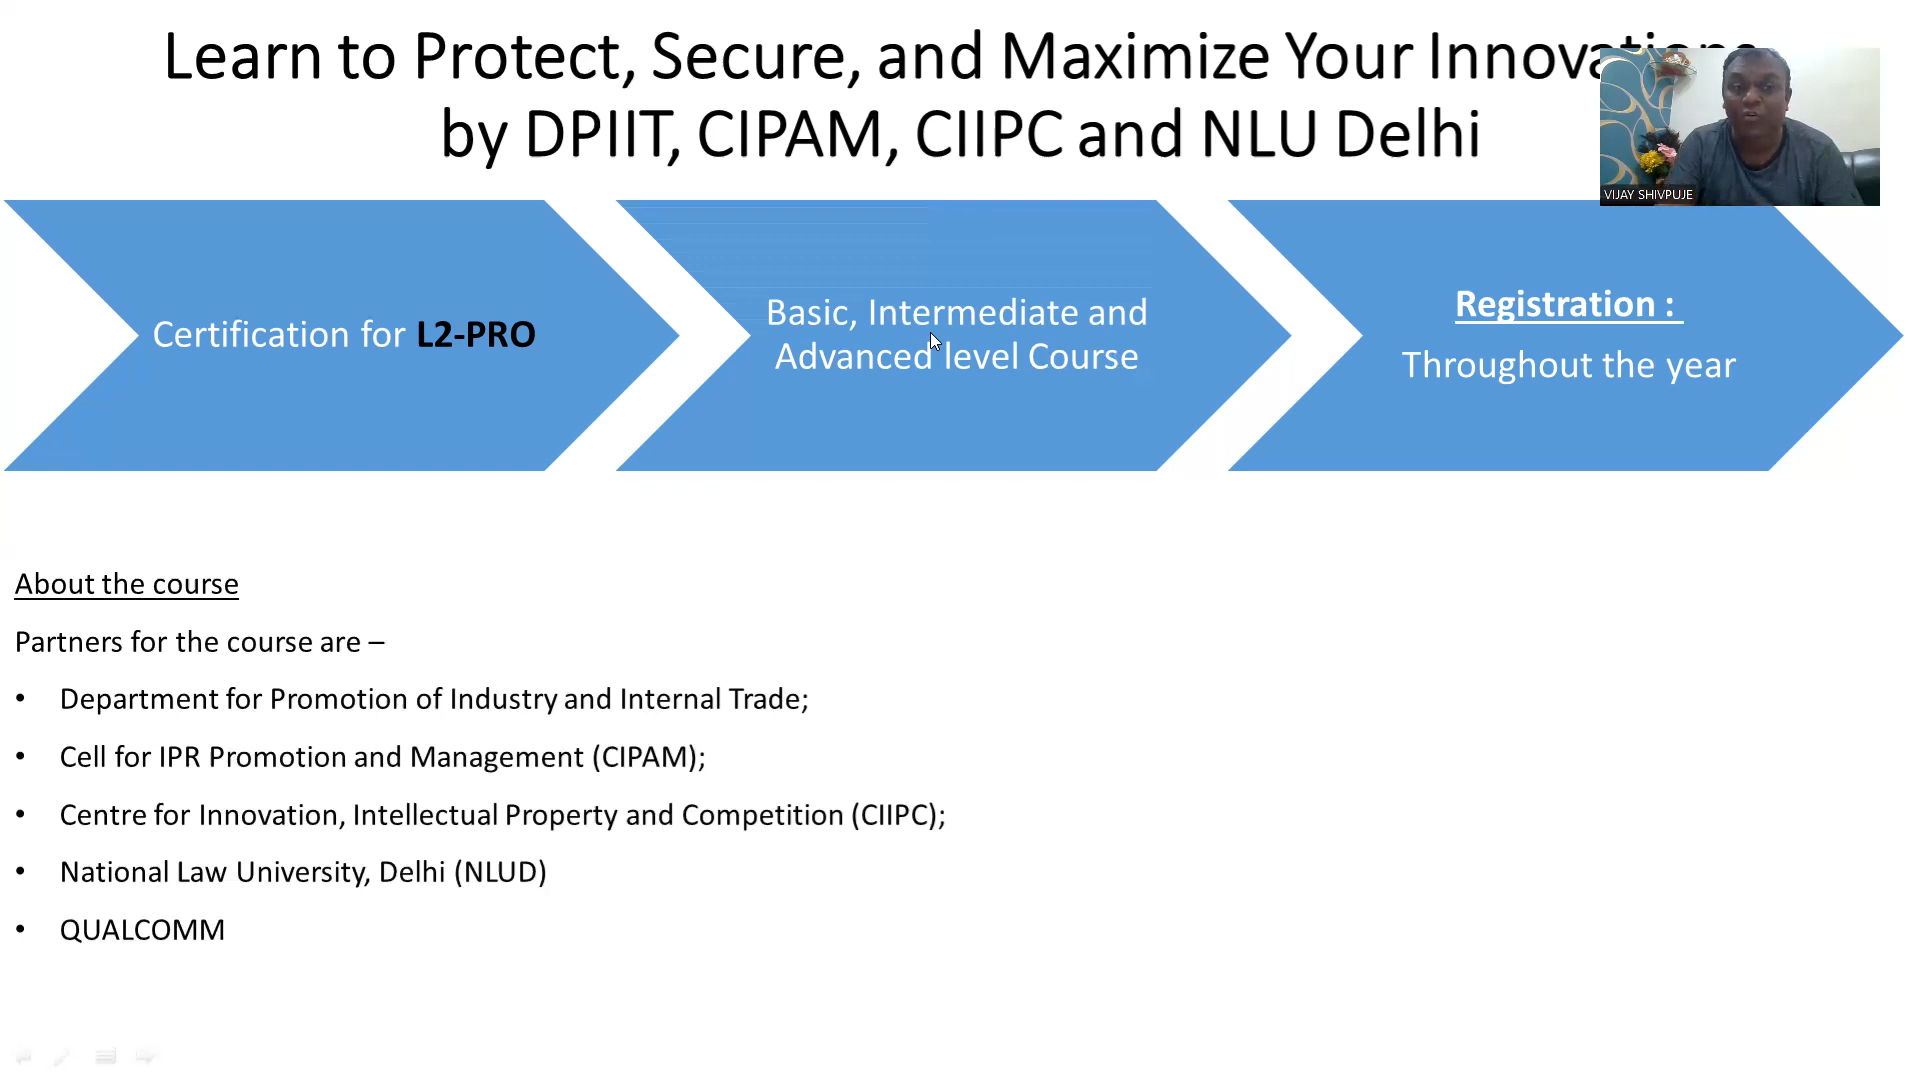 Learn to Protect, Secure, and Maximize Your Innovations
by DPIIT, CIPAM, CIIPC and NLU Delhi
VIJAY SHIVPUJE
Certification for L2-PRO
Basic, Intermediate and
Advanced level Course
Registration :
Throughout the year
About the course
Partners for the course are –
• Department for Promotion of Industry and Internal Trade;
• Cell for IPR Promotion and Management (CIPAM);
• Centre for Innovation, Intellectual Property and Competition (CIIPC);
• National Law University, Delhi (NLUD)
• QUALCOMM